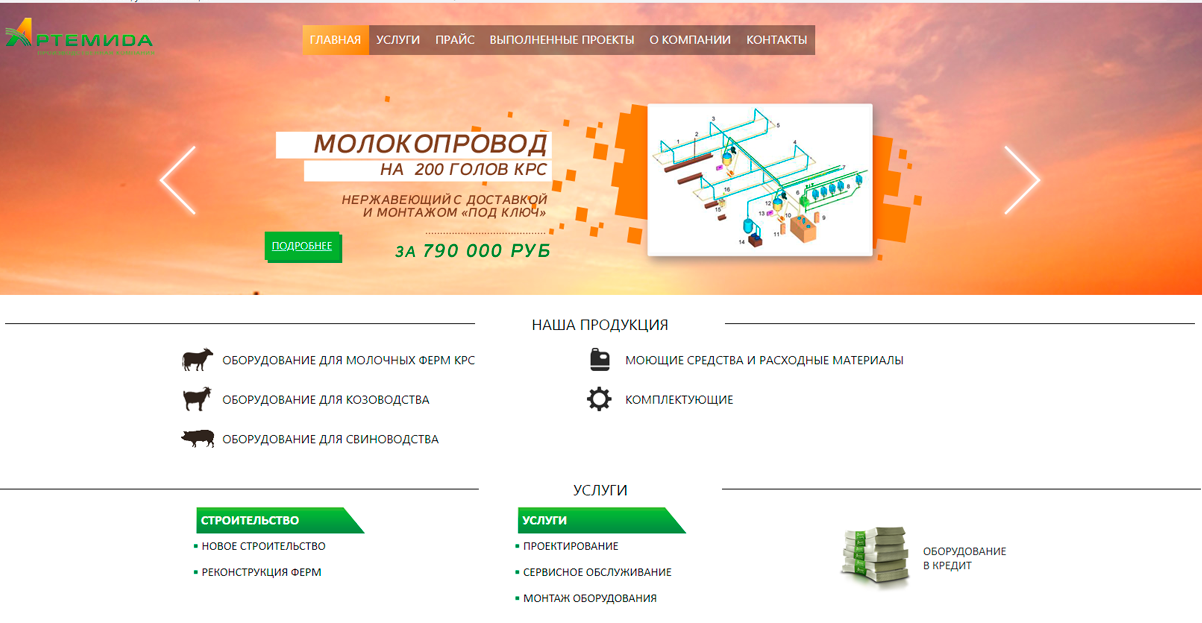 АРТЕМИДА
ГЛАВНАЯ УСЛУГИ ПРАЙС ВЫПОЛНЕННЫЕ ПРОЕКТЫ О КОМПАНИИ КОНТАКТЫ
МОЛОКОПРОВОД
НА 200 ГОЛОВ КРС
НЕРЖАВЕЮЩИЙ С ДОСТАВКОЙ
И МОНТАЖОМ «ПОД КЛЮЧ»
ПОДРОБНЕЕ
ЗА 790 000 РУБ
1 2 3 5
4
16 6 7 8
15 12 13 10 9
14 11
НАША ПРОДУКЦИЯ
ОБОРУДОВАНИЕ ДЛЯ МОЛОЧНЫХ ФЕРМ КРС
МОЮЩИЕ СРЕДСТВА И РАСХОДНЫЕ МАТЕРИАЛЫ
ОБОРУДОВАНИЕ ДЛЯ КОЗОВОДСТВА
КОМПЛЕКТУЮЩИЕ
ОБОРУДОВАНИЕ ДЛЯ СВИНОВОДСТВА
УСЛУГИ
СТРОИТЕЛЬСТВО
НОВОЕ СТРОИТЕЛЬСТВО
РЕКОНСТРУКЦИЯ ФЕРМ
УСЛУГИ
ПРОЕКТИРОВАНИЕ
СЕРВИСНОЕ ОБСЛУЖИВАНИЕ
МОНТАЖ ОБОРУДОВАНИЯ
ОБОРУДОВАНИЕ
В КРЕДИТ